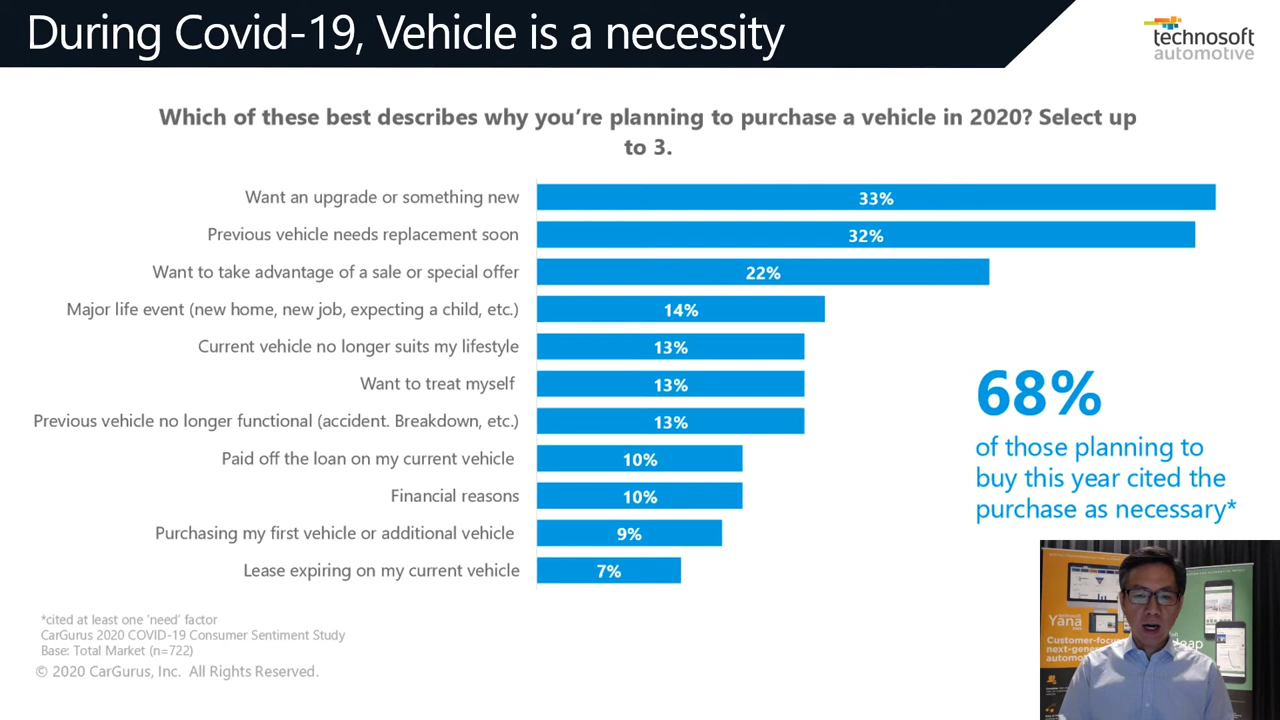 During Covid-19, Vehicle is a necessity
technosoft
automotive
Which of these best describes why you're planning to purchase a vehicle in 2020? Select up
to 3.
Want an upgrade or something new 33%
Previous vehicle needs replacement soon 32%
Want to take advantage of a sale or special offer 22%
Major life event (new home, new job, expecting a child, etc.) 14%
Current vehicle no longer suits my lifestyle 13%
Want to treat myself 13%
Previous vehicle no longer functional (accident. Breakdown, etc.) 13%
Paid off the loan on my current vehicle 10%
Financial reasons 10%
Purchasing my first vehicle or additional vehicle 9%
Lease expiring on my current vehicle 7%
68%
of those planning to
buy this year cited the
purchase as necessary*
*cited at least one 'need' factor
CarGurus 2020 COVID-19 Consumer Sentiment Study
Base: Total Market (n=722)
© 2020 CarGurus, Inc. All Rights Reserved.
Yana
Customer-focu
next-gener
automo
eap